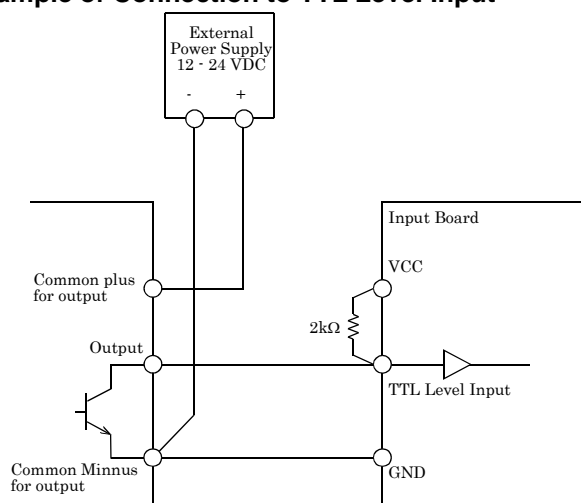 External
Power Supply
12 - 24 VDC
- +
Input Board
VCC
Common plus
for output
2kΩ
Output
TTL Level Input
Common Minnus
for output
GND